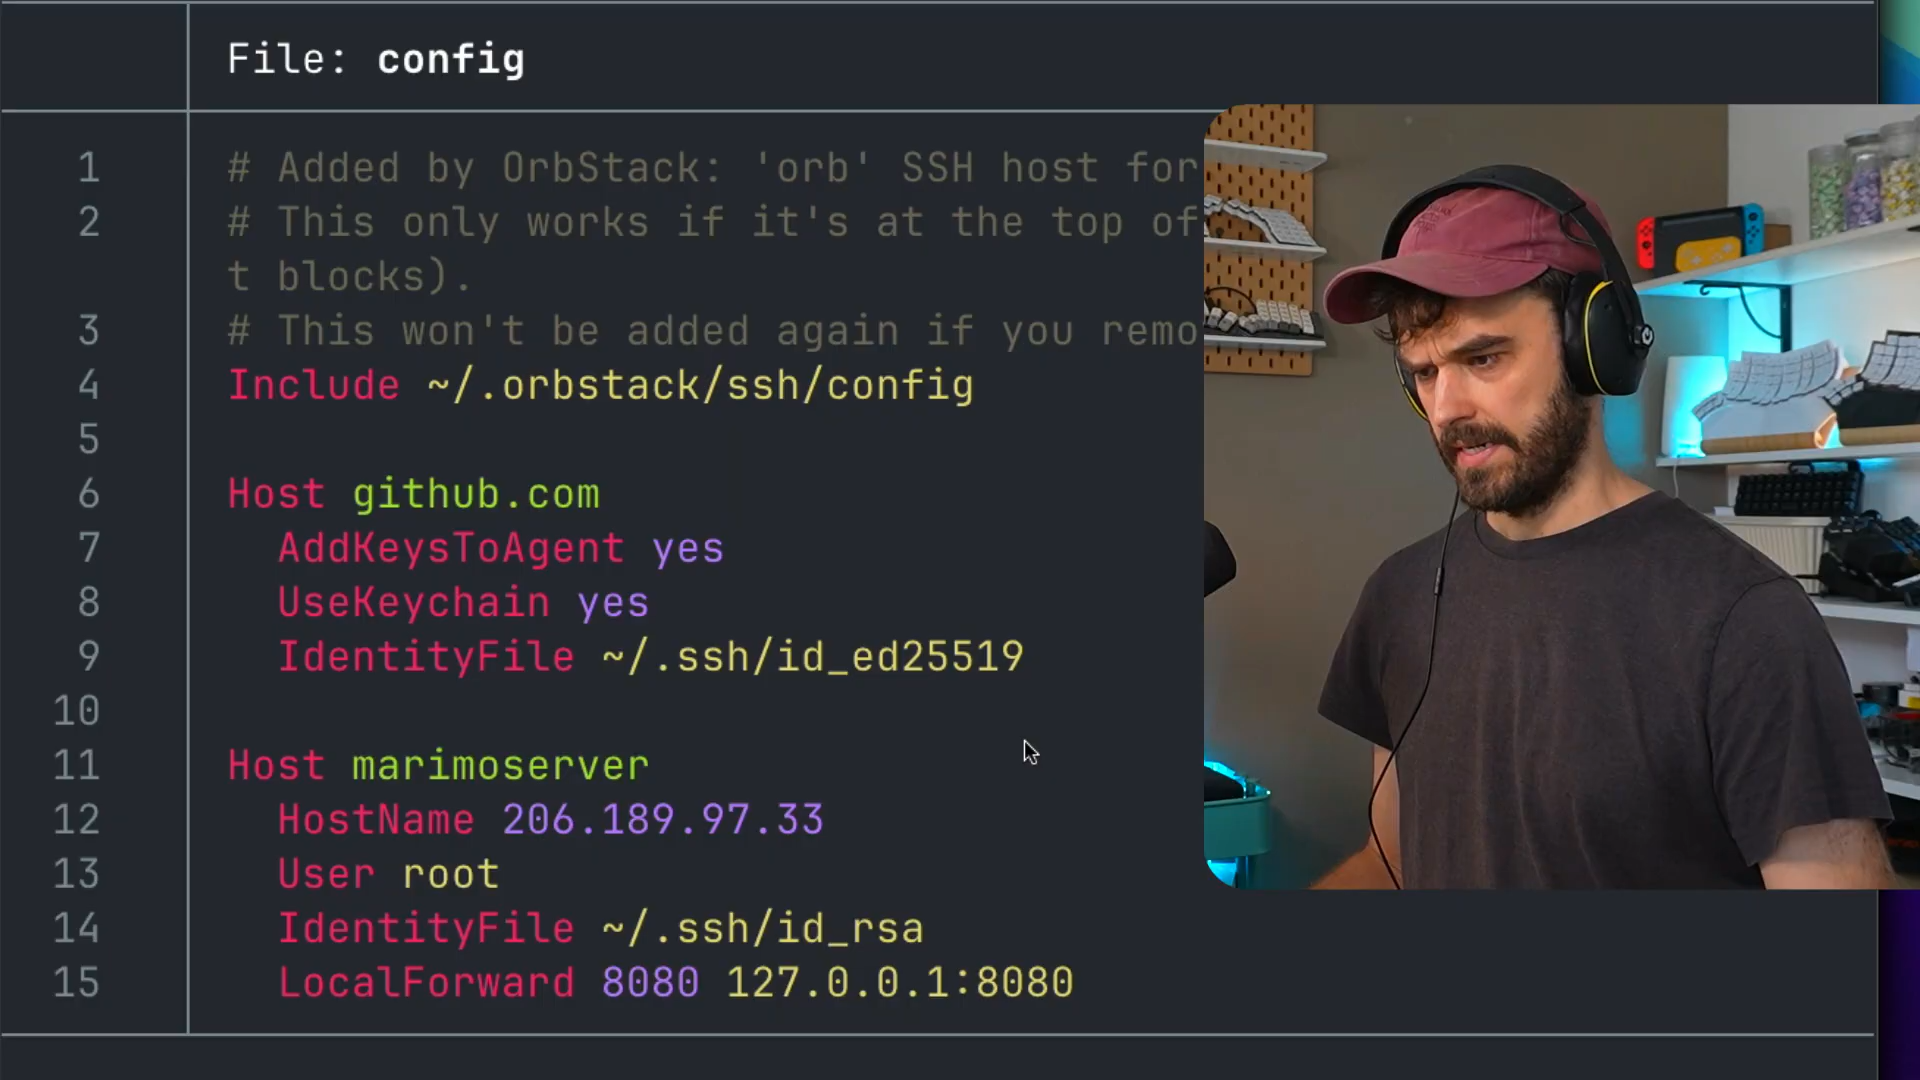 File: config
1 # Added by OrbStack: 'orb' SSH host for
2 # This only works if it's at the top of
t blocks).
3 # This won't be added again if you remo
4 Include ~/.orbstack/ssh/config
5
6 Host github.com
7 AddKeysToAgent yes
8 UseKeychain yes
9 IdentityFile ~/.ssh/id_ed25519
10
11 Host marimoserver
12 HostName 206.189.97.33
13 User root
14 IdentityFile ~/.ssh/id_rsa
15 LocalForward 8080 127.0.0.1:8080